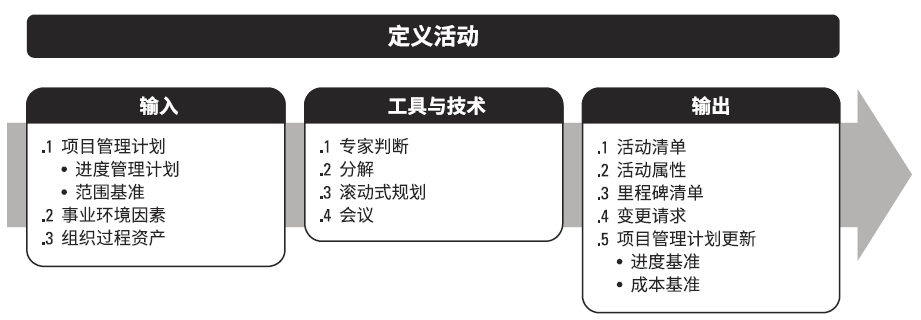 定义活动
输入
.1 项目管理计划
• 进度管理计划
• 范围基准
.2 事业环境因素
.3 组织过程资产
工具与技术
.1 专家判断
.2 分解
.3 滚动式规划
.4 会议
输出
.1 活动清单
.2 活动属性
.3 里程碑清单
.4 变更请求
.5 项目管理计划更新
• 进度基准
• 成本基准